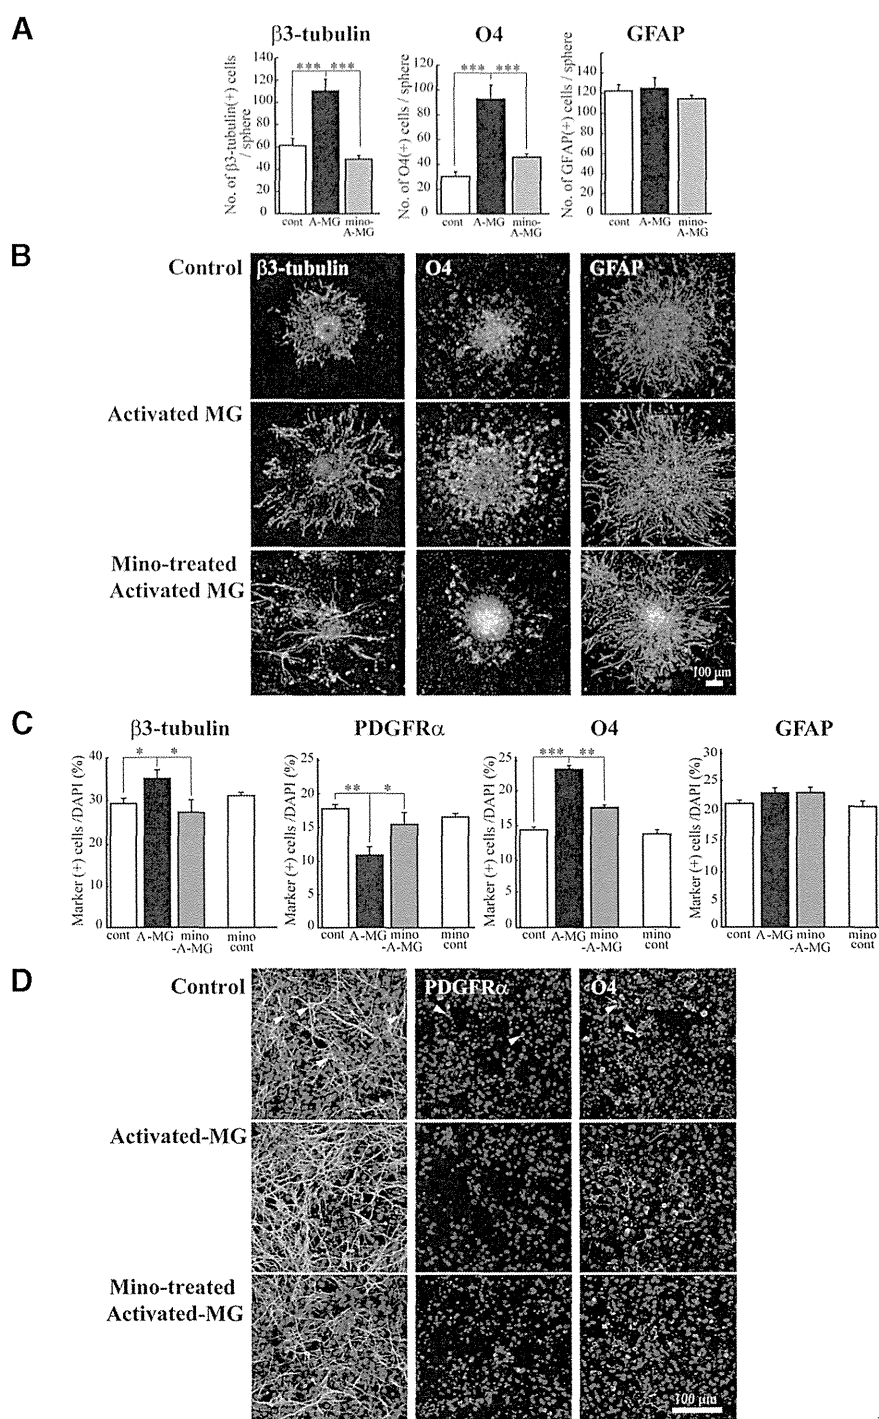 A
β3-tubulin
O4
GFAP
No. of β3-tubulin(+) cells / sphere
140
120
100
80
60
40
20
0
*** ***
cont A-MG mino-A-MG
No. of O4(+) cells / sphere
120
100
80
60
40
20
0
*** ***
cont A-MG mino-A-MG
No. of GFAP(+) cells / sphere
120
100
80
60
40
20
0
cont A-MG mino-A-MG
B
Control
β3-tubulin
O4
GFAP
Activated MG
Mino-treated
Activated MG
100 μm
C
β3-tubulin
PDGFRα
O4
GFAP
Marker (+) cells /DAPI (%)
40
30
20
10
0
* *
cont A-MG mino -A-MG mino cont
Marker (+) cells /DAPI (%)
25
20
15
10
5
0
** *
cont A-MG mino -A-MG mino cont
Marker (+) cells /DAPI (%)
25
20
15
10
5
0
*** **
cont A-MG mino -A-MG mino cont
Marker (+) cells /DAPI (%)
30
25
20
15
10
5
0
cont A-MG mino -A-MG mino cont
D
Control
PDGFRα
O4
Activated-MG
Mino-treated
Activated-MG
100 μm